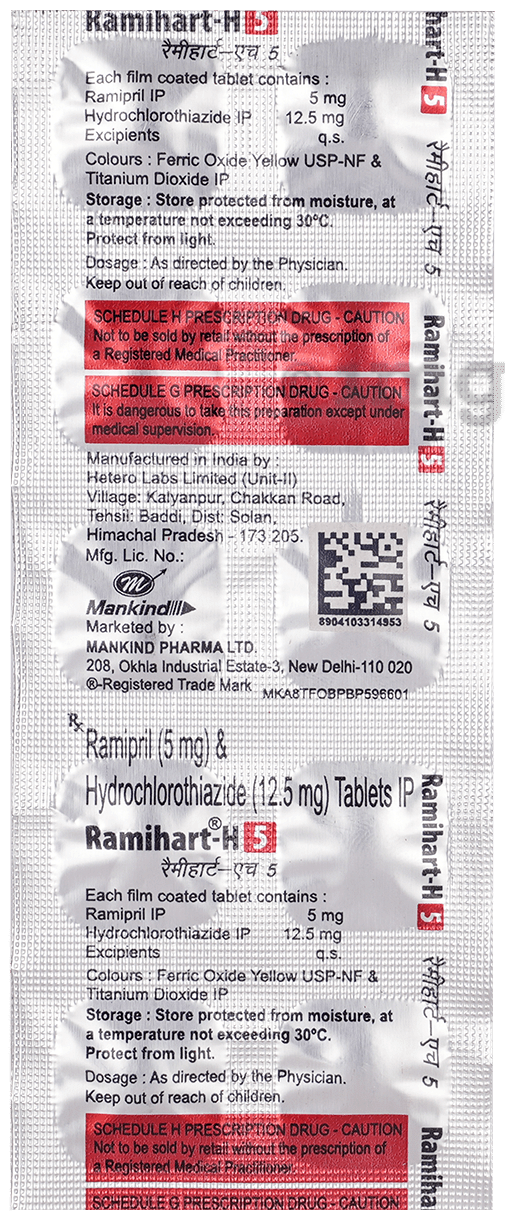 Ramihart-H 5
रैमीहार्ट–एच 5
Each film coated tablet contains :
Ramipril IP 5 mg
Hydrochlorothiazide IP 12.5 mg
Excipients q.s.
Colours : Ferric Oxide Yellow USP-NF &
Titanium Dioxide IP
Storage : Store protected from moisture, at
a temperature not exceeding 30ºC.
Protect from light.
Dosage : As directed by the Physician.
Keep out of reach of children.
SCHEDULE H PRESCRIPTION DRUG - CAUTION
Not to be sold by retail without the prescription of
a Registered Medical Practitioner.
SCHEDULE G PRESCRIPTION DRUG - CAUTION
It is dangerous to take this preparation except under
medical supervision.
Manufactured in India by :
Hetero Labs Limited (Unit-II)
Village: Kalyanpur, Chakkan Road,
Tehsil: Baddi, Dist: Solan,
Himachal Pradesh - 173 205.
Mfg. Lic. No.:
Mankind
Marketed by :
MANKIND PHARMA LTD.
208, Okhla Industrial Estate-3, New Delhi-110 020
®-Registered Trade Mark
8904103314953
MKA8TFOBPBP596601
Rx
Ramipril (5 mg) &
Hydrochlorothiazide (12.5 mg) Tablets IP
Ramihart®-H 5
रैमीहार्ट–एच 5
Each film coated tablet contains :
Ramipril IP 5 mg
Hydrochlorothiazide IP 12.5 mg
Excipients q.s.
Colours : Ferric Oxide Yellow USP-NF &
Titanium Dioxide IP
Storage : Store protected from moisture, at
a temperature not exceeding 30ºC.
Protect from light.
Dosage : As directed by the Physician.
Keep out of reach of children.
SCHEDULE H PRESCRIPTION DRUG - CAUTION
Not to be sold by retail without the prescription of
a Registered Medical Practitioner.
SCHEDULE G PRESCRIPTION DRUG - CAUTION
hart-H 5
रैमीहार्ट–एच 5
Ramihart-H 5
रैमीहार्ट–एच 5
Ramihart-H 5
रैमीहार्ट–एच 5
Ramiha